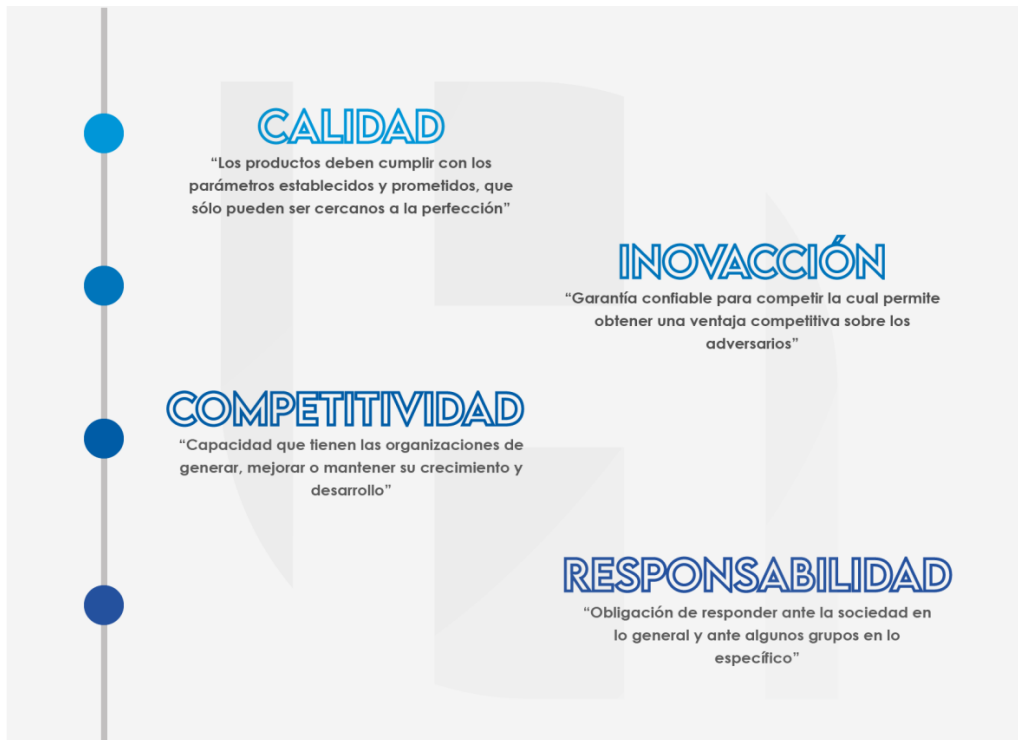 CALIDAD
“Los productos deben cumplir con los
parámetros establecidos y prometidos, que
sólo pueden ser cercanos a la perfección”
INOVACCIÓN
“Garantía confiable para competir la cual permite
obtener una ventaja competitiva sobre los
adversarios”
COMPETITIVIDAD
“Capacidad que tienen las organizaciones de
generar, mejorar o mantener su crecimiento y
desarrollo”
RESPONSABILIDAD
“Obligación de responder ante la sociedad en
lo general y ante algunos grupos en lo
específico”